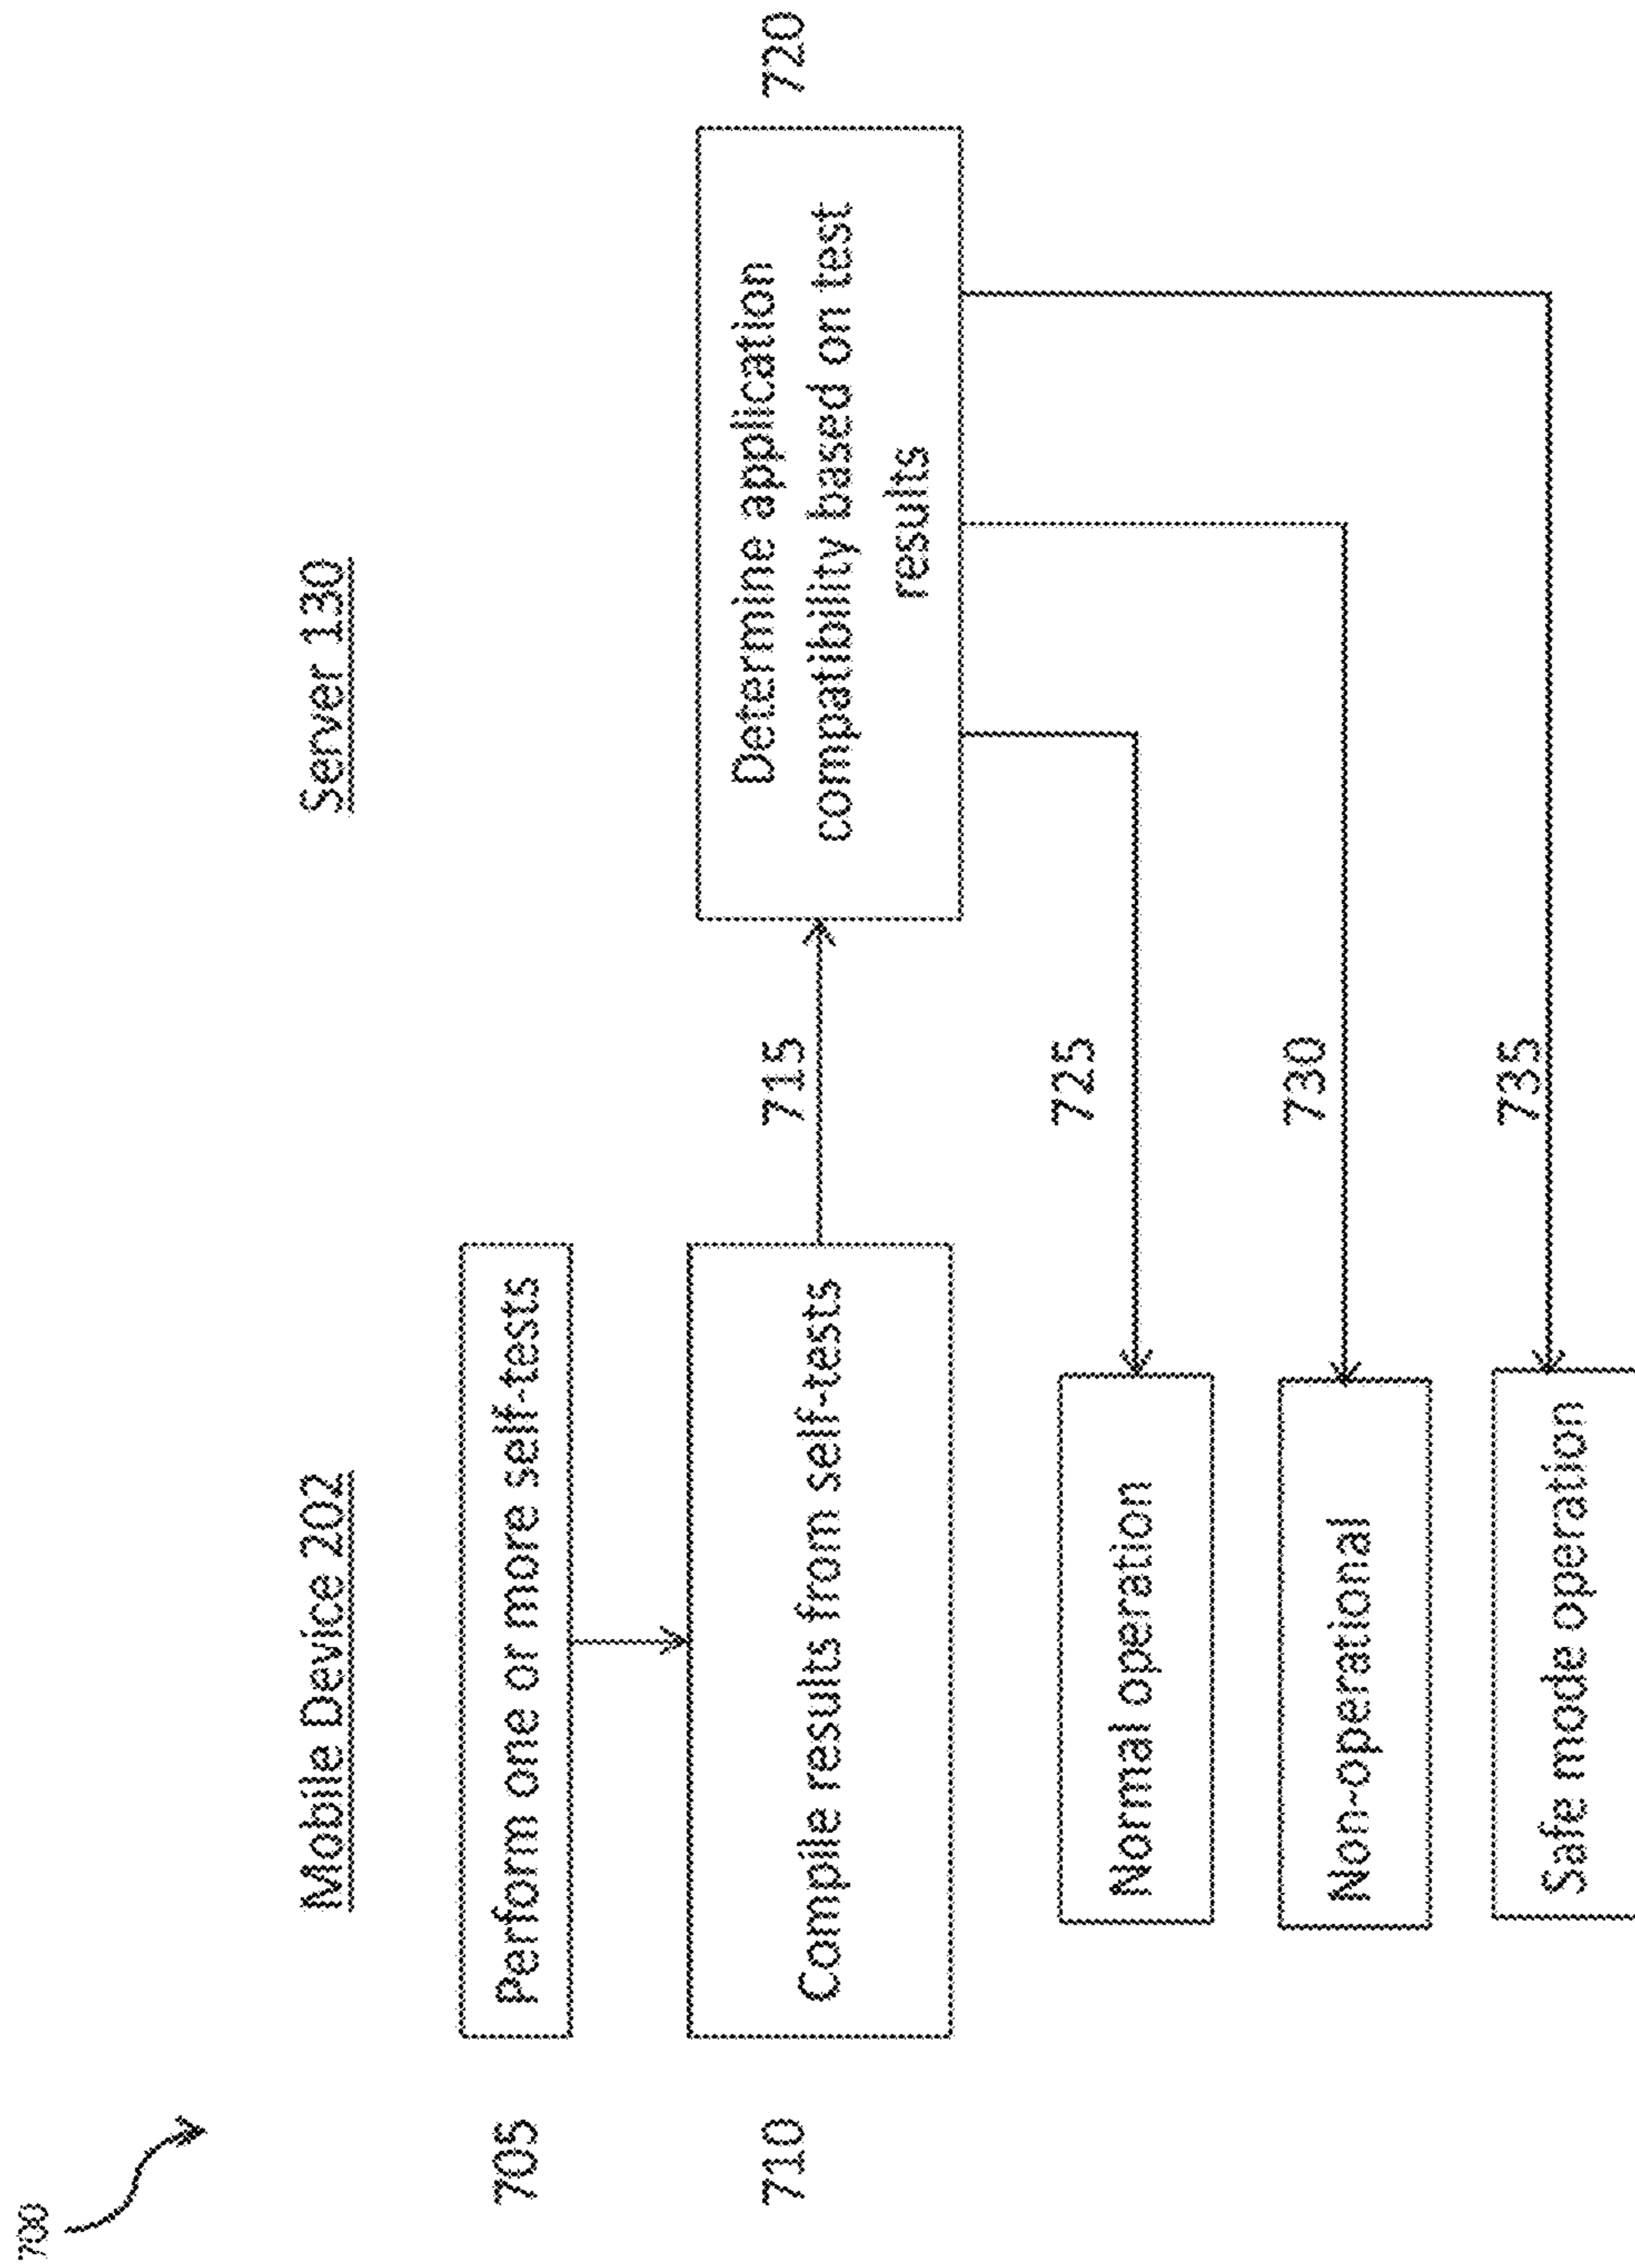 700
Mobile Device 202
Server 130
705
Perform one or more self-tests
710
Compile results from self-tests
715
Determine application
compatibility based on test
results
720
725
Normal operation
730
Non-operational
735
Safe mode operation